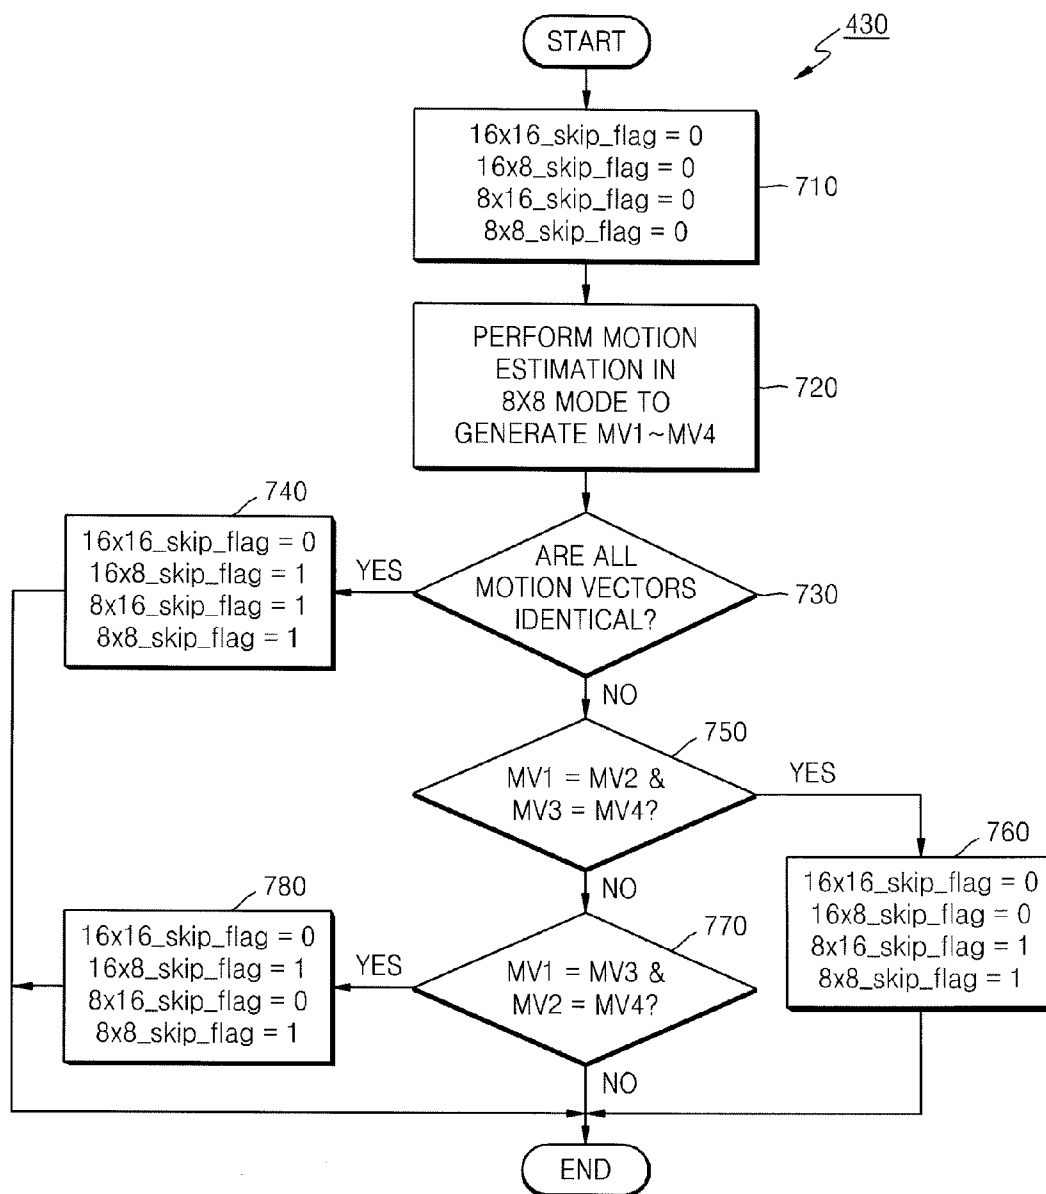 START
430
16x16_skip_flag = 0
16x8_skip_flag = 0
8x16_skip_flag = 0
8x8_skip_flag = 0
710
PERFORM MOTION
ESTIMATION IN
8X8 MODE TO
GENERATE MV1~MV4
720
740
16x16_skip_flag = 0
16x8_skip_flag = 1
8x16_skip_flag = 1
8x8_skip_flag = 1
YES
ARE ALL
MOTION VECTORS
IDENTICAL?
730
NO
750
MV1 = MV2 &
MV3 = MV4?
YES
760
16x16_skip_flag = 0
16x8_skip_flag = 0
8x16_skip_flag = 1
8x8_skip_flag = 1
NO
780
16x16_skip_flag = 0
16x8_skip_flag = 1
8x16_skip_flag = 0
8x8_skip_flag = 1
YES
770
MV1 = MV3 &
MV2 = MV4?
NO
END